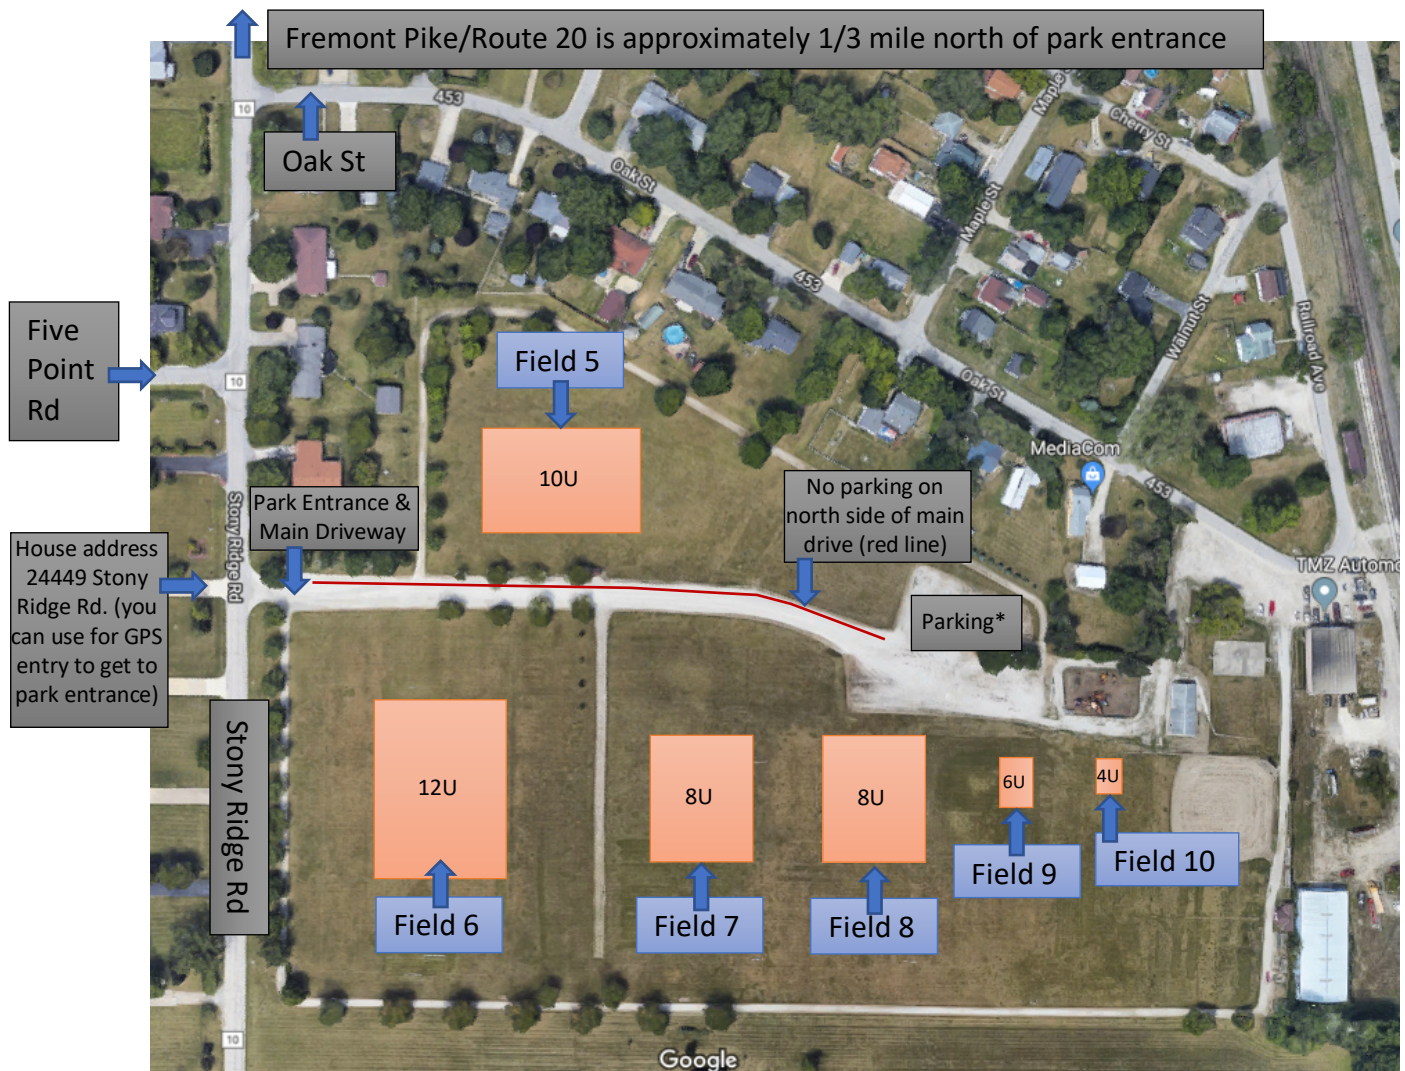 Fremont Pike/Route 20 is approximately 1/3 mile north of park entrance
10
453
Oak St
Oak St
Maple
Cherry St
Maple St
453
Walnut St
Railroad Ave
Five
Point
Rd
10
Field 5
10U
Oak St
MediaCom
453
Park Entrance &
Main Driveway
No parking on
north side of main
drive (red line)
Stony Ridge Rd
House address
24449 Stony
Ridge Rd. (you
can use for GPS
entry to get to
park entrance)
TMZ Automo
Parking*
Stony Ridge Rd
12U
8U
8U
6U
4U
Field 6
Field 7
Field 8
Field 9
Field 10
10
Google